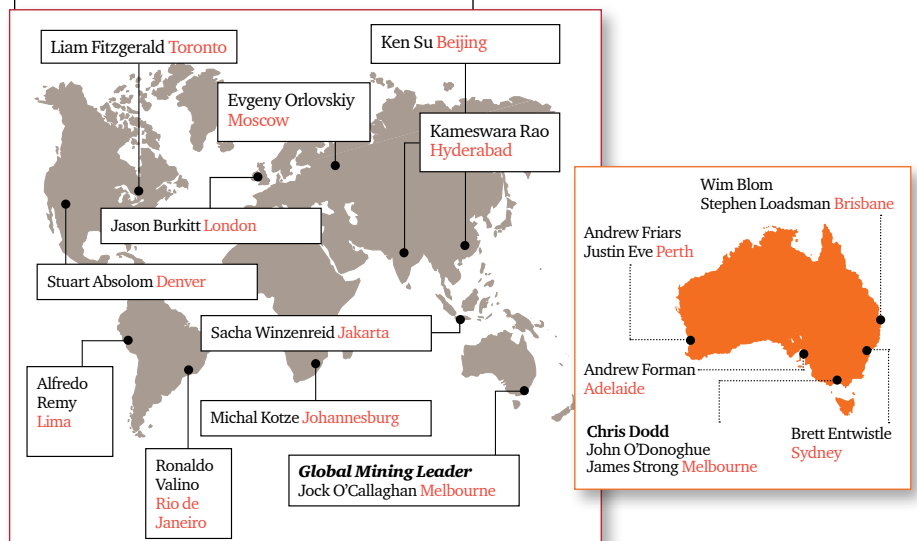 Liam Fitzgerald Toronto
Ken Su Beijing
Evgeny Orlovskiy
Moscow
Kameswara Rao
Hyderabad
Jason Burkitt London
Stuart Absolom Denver
Sacha Winzenreid Jakarta
Alfredo
Remy
Lima
Michal Kotze Johannesburg
Ronaldo
Valino
Rio de
Janeiro
Global Mining Leader
Jock O'Callaghan Melbourne
Wim Blom
Stephen Loadsman Brisbane
Andrew Friars
Justin Eve Perth
Andrew Forman
Adelaide
Chris Dodd
John O'Donoghue
James Strong Melbourne
Brett Entwistle
Sydney